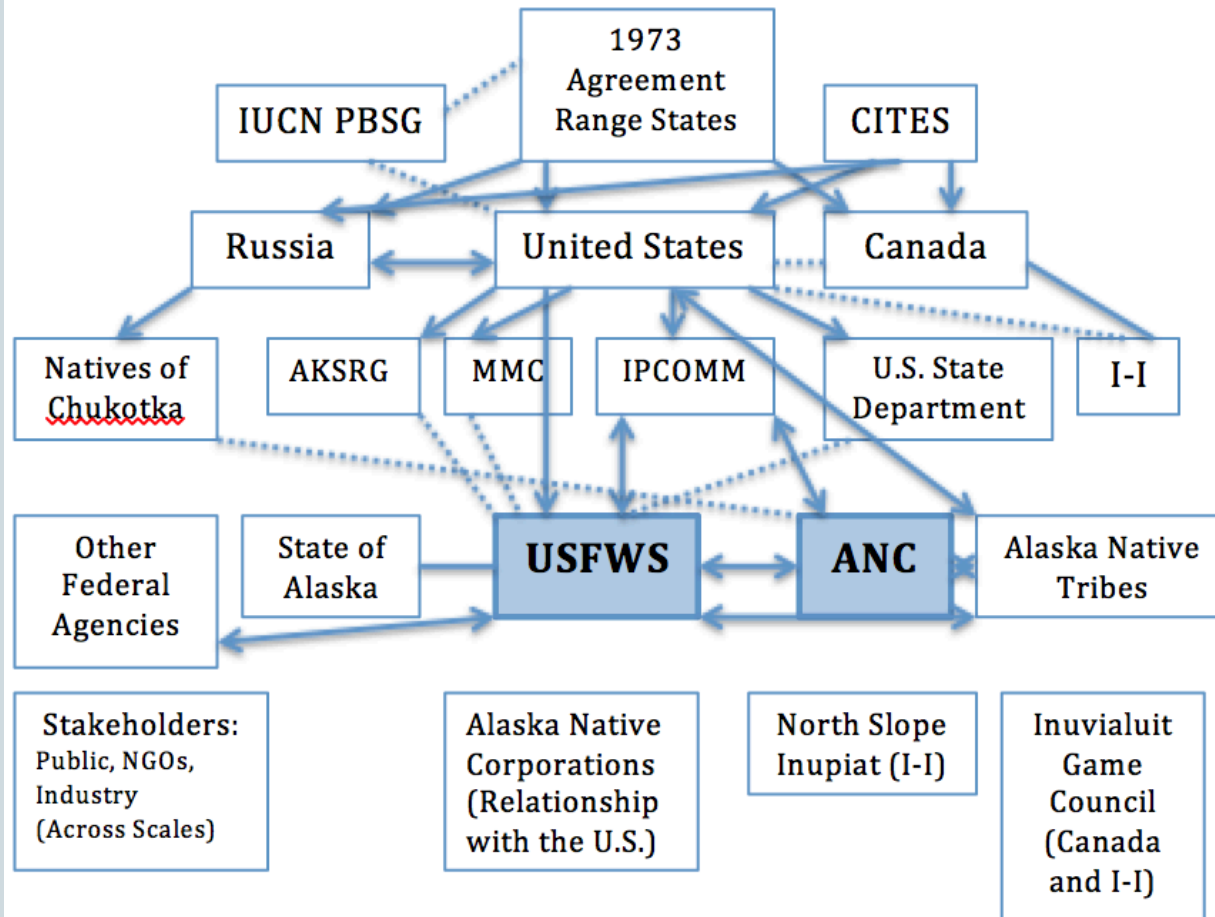 1973
Agreement
Range States
IUCN PBSG
CITES
Russia
United States
Canada
Natives of
Chukotka
AKSRG
MMC
IPCOMM
U.S. State
Department
I-I
Other
Federal
Agencies
State of
Alaska
USFWS
ANC
Alaska Native
Tribes
Stakeholders:
Public, NGOs,
Industry
(Across Scales)
Alaska Native
Corporations
(Relationship
with the U.S.)
North Slope
Inupiat (I-I)
Inuvialuit
Game
Council
(Canada
and I-I)